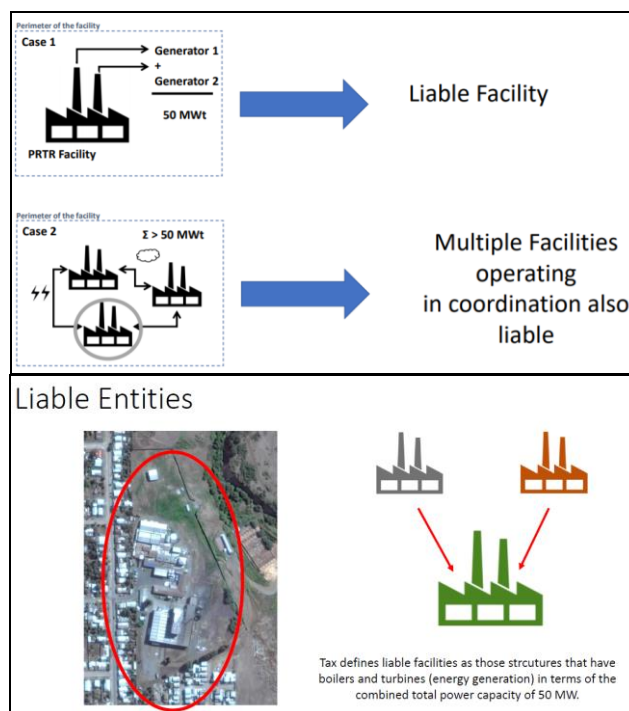 Perimeter of the facility
Case 1
Generator 1
+
Generator 2
50 MWt
PRTR Facility
Liable Facility
Perimeter of the facility
Case 2
Σ > 50 MWt
Multiple Facilities
operating
in coordination also
liable
Liable Entities
Tax defines liable facilities as those strcutures that have
boilers and turbines (energy generation) in terms of the
combined total power capacity of 50 MW.